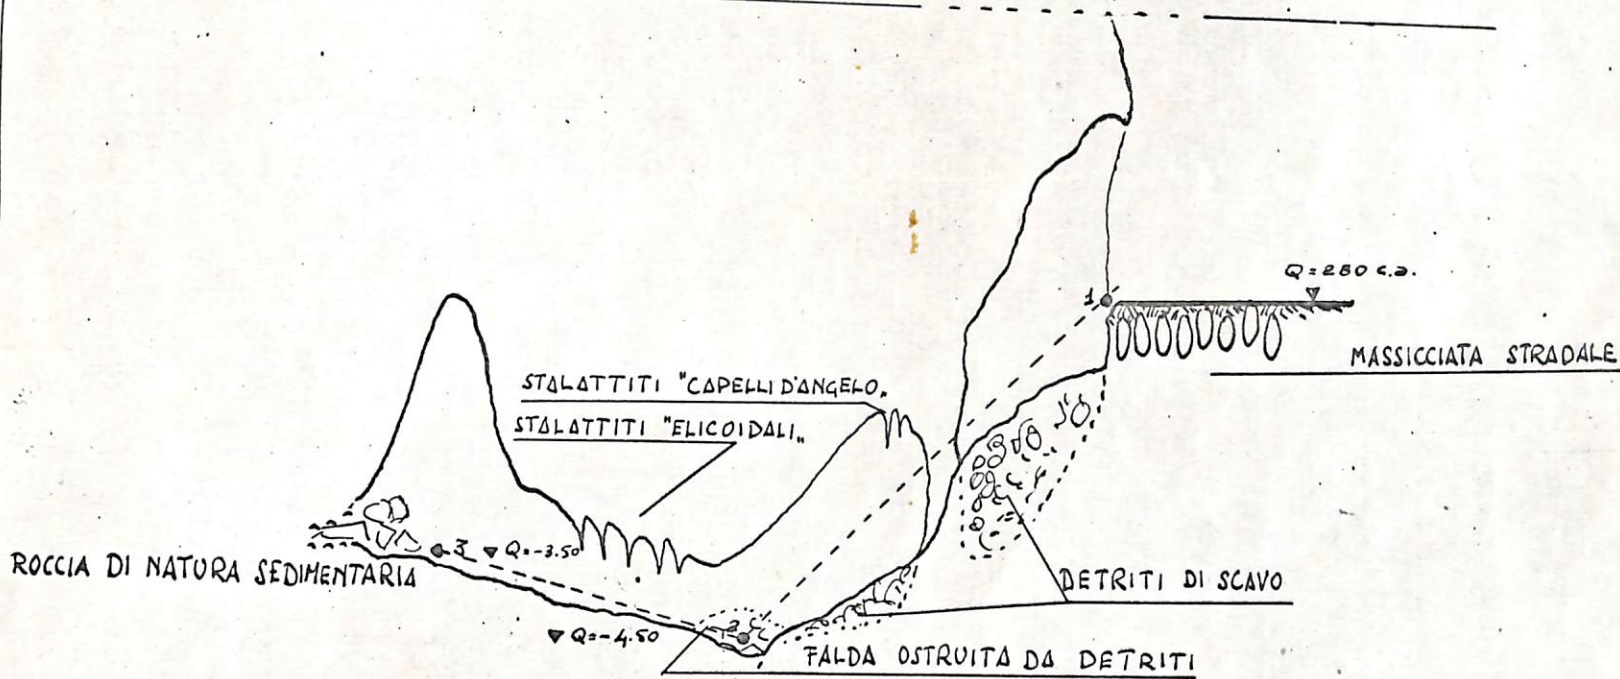 Q=280 c.a.
1
MASSICCIATA STRADALE
STALATTITI "CAPELLI D'ANGELO„
STALATTITI "ELICOIDALI„
3 Q=-3.50
ROCCIA DI NATURA SEDIMENTARIA
DETRITI DI SCAVO
2
Q=-4.50
FALDA OSTRUITA DA DETRITI